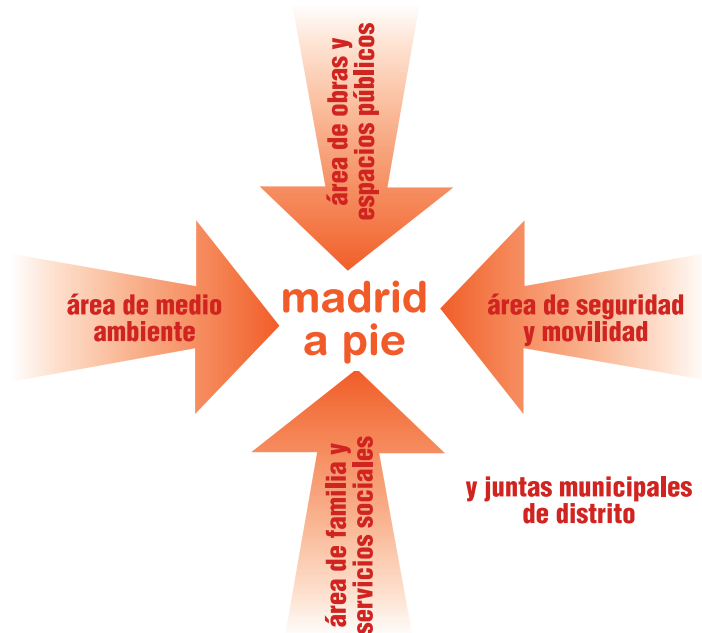 área de obras y
espacios públicos
área de medio
ambiente
madrid
a pie
área de seguridad
y movilidad
área de familia y
servicios sociales
y juntas municipales
de distrito